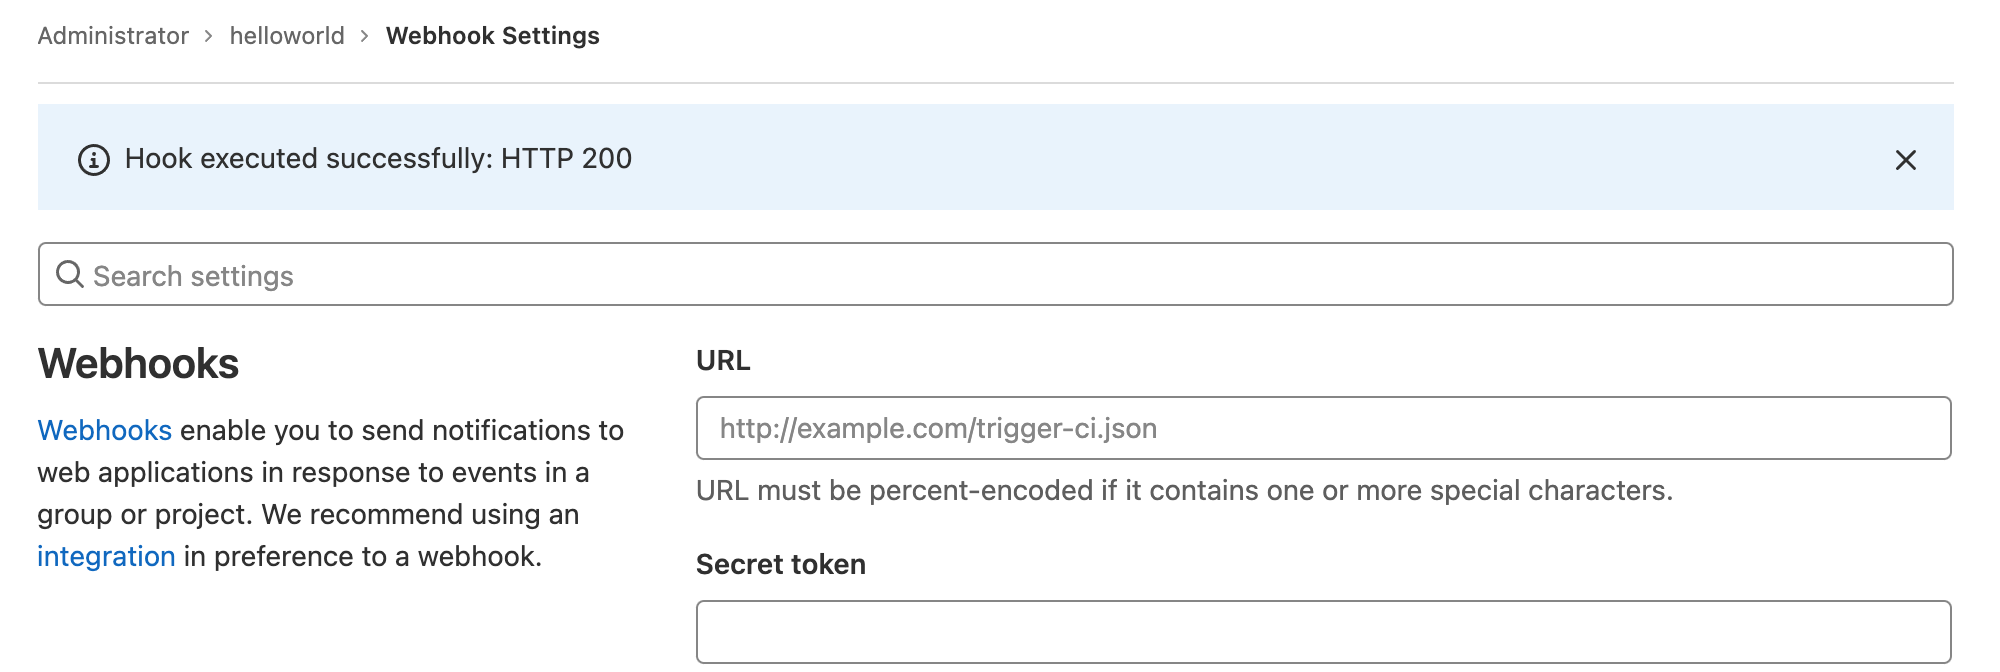 Administrator > helloworld > Webhook Settings
Hook executed successfully: HTTP 200
Search settings
Webhooks
Webhooks enable you to send notifications to
web applications in response to events in a
group or project. We recommend using an
integration in preference to a webhook.
URL
http://example.com/trigger-ci.json
URL must be percent-encoded if it contains one or more special characters.
Secret token